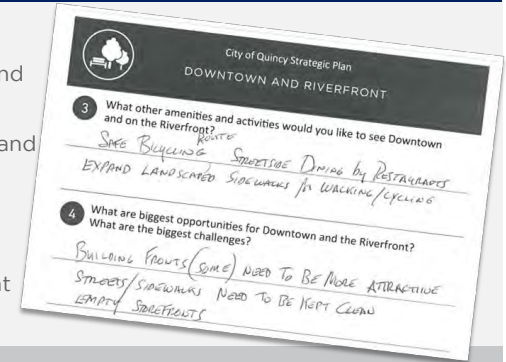 nd
and
t
City of Quincy Strategic Plan
DOWNTOWN AND RIVERFRONT
3 What other amenities and activities would you like to see Downtown
and on the Riverfront?
SAFE BICYCLING ROUTE STREETSIDE DINING by RESTAURANTS
EXPAND LANDSCAPED SIDEWALKS for WALKING/CYCLING
4 What are biggest opportunities for Downtown and the Riverfront?
What are the biggest challenges?
BUILDING FRONTS (SOME) NEED TO BE MORE ATTRACTIVE
STREETS/SIDEWALKS NEED TO BE KEPT CLEAN
EMPTY STOREFRONTS